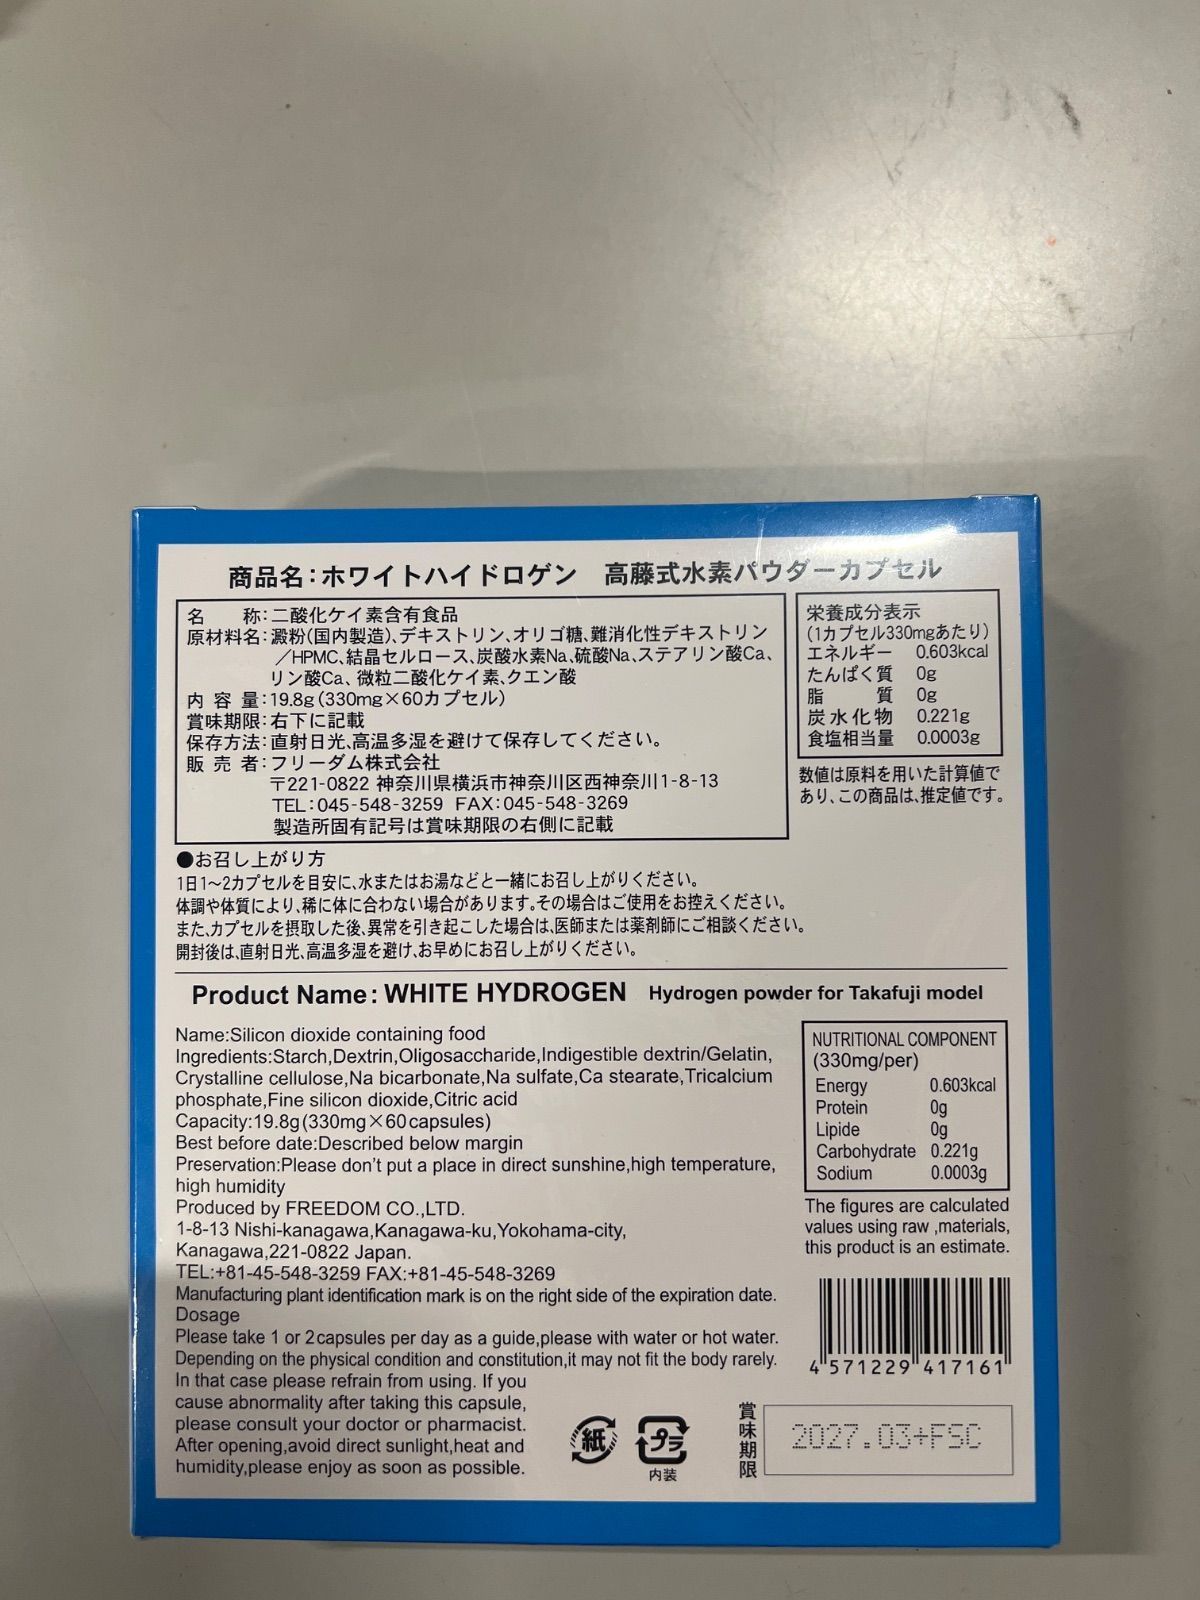 商品名:ホワイトハイドロゲン 高藤式水素パウダーカプセル
名 称:二酸化ケイ素含有食品
原材料名:澱粉(国内製造)、デキストリン、オリゴ糖、難消化性デキストリン
／HPMC、結晶セルロース、炭酸水素Na、硫酸Na、ステアリン酸Ca、
リン酸Ca、微粒二酸化ケイ素、クエン酸
内 容 量:19.8g(330mg×60カプセル)
賞味期限:右下に記載
保存方法:直射日光、高温多湿を避けて保存してください。
販 売 者:フリーダム株式会社
〒221-0822 神奈川県横浜市神奈川区西神奈川1-8-13
TEL:045-548-3259 FAX:045-548-3269
製造所固有記号は賞味期限の右側に記載
栄養成分表示
(1カプセル330mgあたり)
エネルギー 0.603kcal
たんぱく質 0g
脂 質 0g
炭水化物 0.221g
食塩相当量 0.0003g
数値は原料を用いた計算値で
あり、この商品は、推定値です。
●お召し上がり方
1日1〜2カプセルを目安に、水またはお湯などと一緒にお召し上がりください。
体調や体質により、稀に体に合わない場合があります。その場合はご使用をお控えください。
また、カプセルを摂取した後、異常を引き起こした場合は、医師または薬剤師にご相談ください。
開封後は、直射日光、高温多湿を避け、お早めにお召し上がりください。
Product Name: WHITE HYDROGEN Hydrogen powder for Takafuji model
Name:Silicon dioxide containing food
Ingredients:Starch,Dextrin,Oligosaccharide,Indigestible dextrin/Gelatin,
Crystalline cellulose,Na bicarbonate,Na sulfate,Ca stearate,Tricalcium
phosphate,Fine silicon dioxide,Citric acid
Capacity:19.8g(330mg×60capsules)
Best before date:Described below margin
Preservation:Please don't put a place in direct sunshine,high temperature,
high humidity
Produced by FREEDOM CO.,LTD.
1-8-13 Nishi-kanagawa,Kanagawa-ku,Yokohama-city,
Kanagawa,221-0822 Japan.
TEL:+81-45-548-3259 FAX:+81-45-548-3269
Manufacturing plant identification mark is on the right side of the expiration date.
Dosage
Please take 1 or 2capsules per day as a guide,please with water or hot water.
Depending on the physical condition and constitution,it may not fit the body rarely.
In that case please refrain from using. If you
cause abnormality after taking this capsule,
please consult your doctor or pharmacist.
After opening,avoid direct sunlight,heat and
humidity,please enjoy as soon as possible.
NUTRITIONAL COMPONENT
(330mg/per)
Energy 0.603kcal
Protein 0g
Lipide 0g
Carbohydrate 0.221g
Sodium 0.0003g
The figures are calculated
values using raw ,materials,
this product is an estimate.
4 571229 417161
紙
プラ
内装
賞味期限
2027.03+FSC